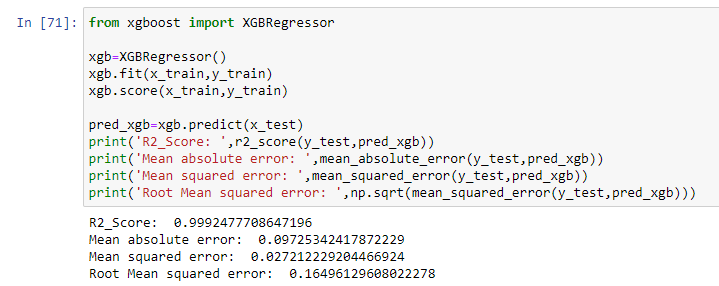 In [71]: from xgboost import XGBRegressor
xgb=XGBRegressor()
xgb.fit(x_train,y_train)
xgb.score(x_train,y_train)
pred_xgb=xgb.predict(x_test)
print('R2_Score: ',r2_score(y_test,pred_xgb))
print('Mean absolute error: ',mean_absolute_error(y_test,pred_xgb))
print('Mean squared error: ',mean_squared_error(y_test,pred_xgb))
print('Root Mean squared error: ',np.sqrt(mean_squared_error(y_test,pred_xgb)))
R2_Score:  0.9992477708647196
Mean absolute error:  0.09725342417872229
Mean squared error:  0.027212229204466924
Root Mean squared error:  0.16496129608022278